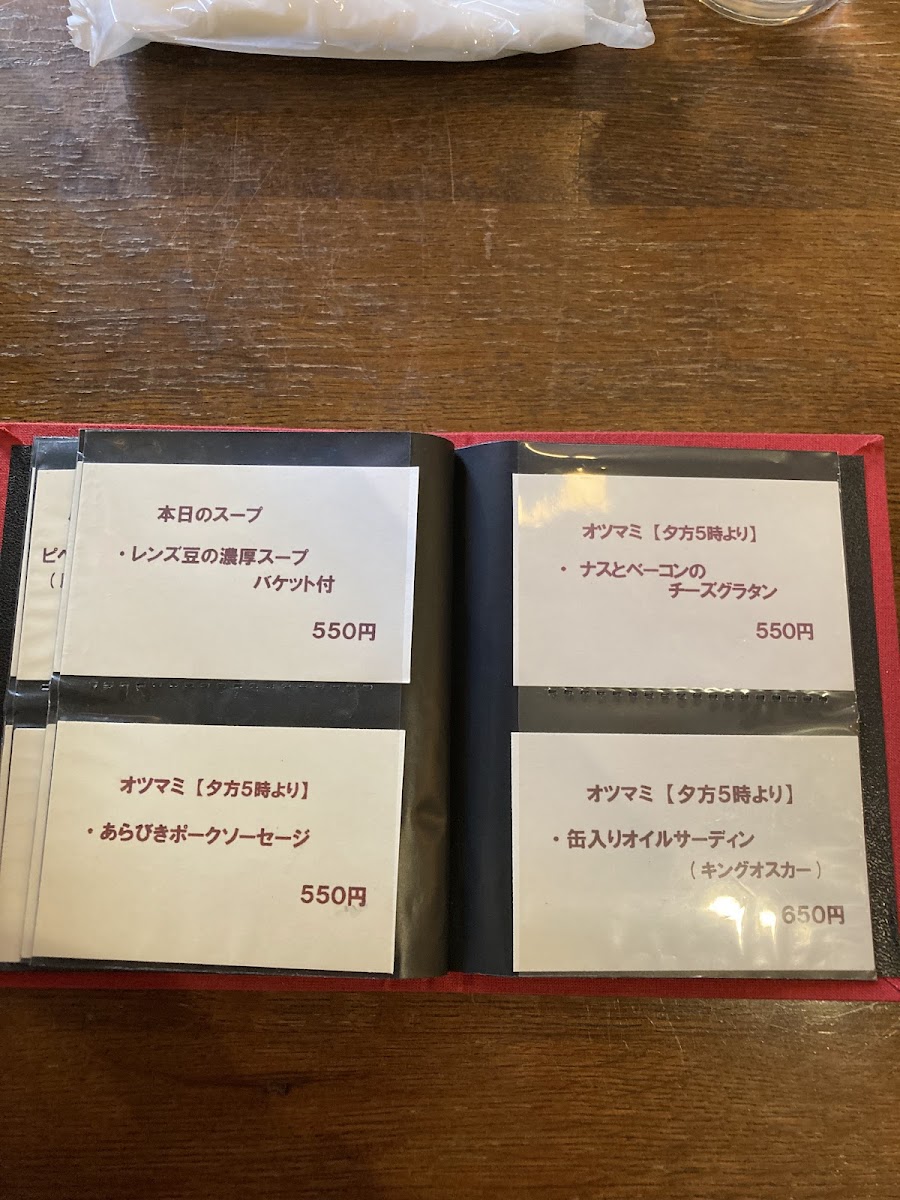 本日のスープ
・レンズ豆の濃厚スープ
バケット付
550円
オツマミ【夕方5時より】
・あらびきポークソーセージ
550円
オツマミ【夕方5時より】
・ナスとベーコンの
チーズグラタン
550円
オツマミ【夕方5時より】
・缶入りオイルサーディン
(キングオスカー)
650円